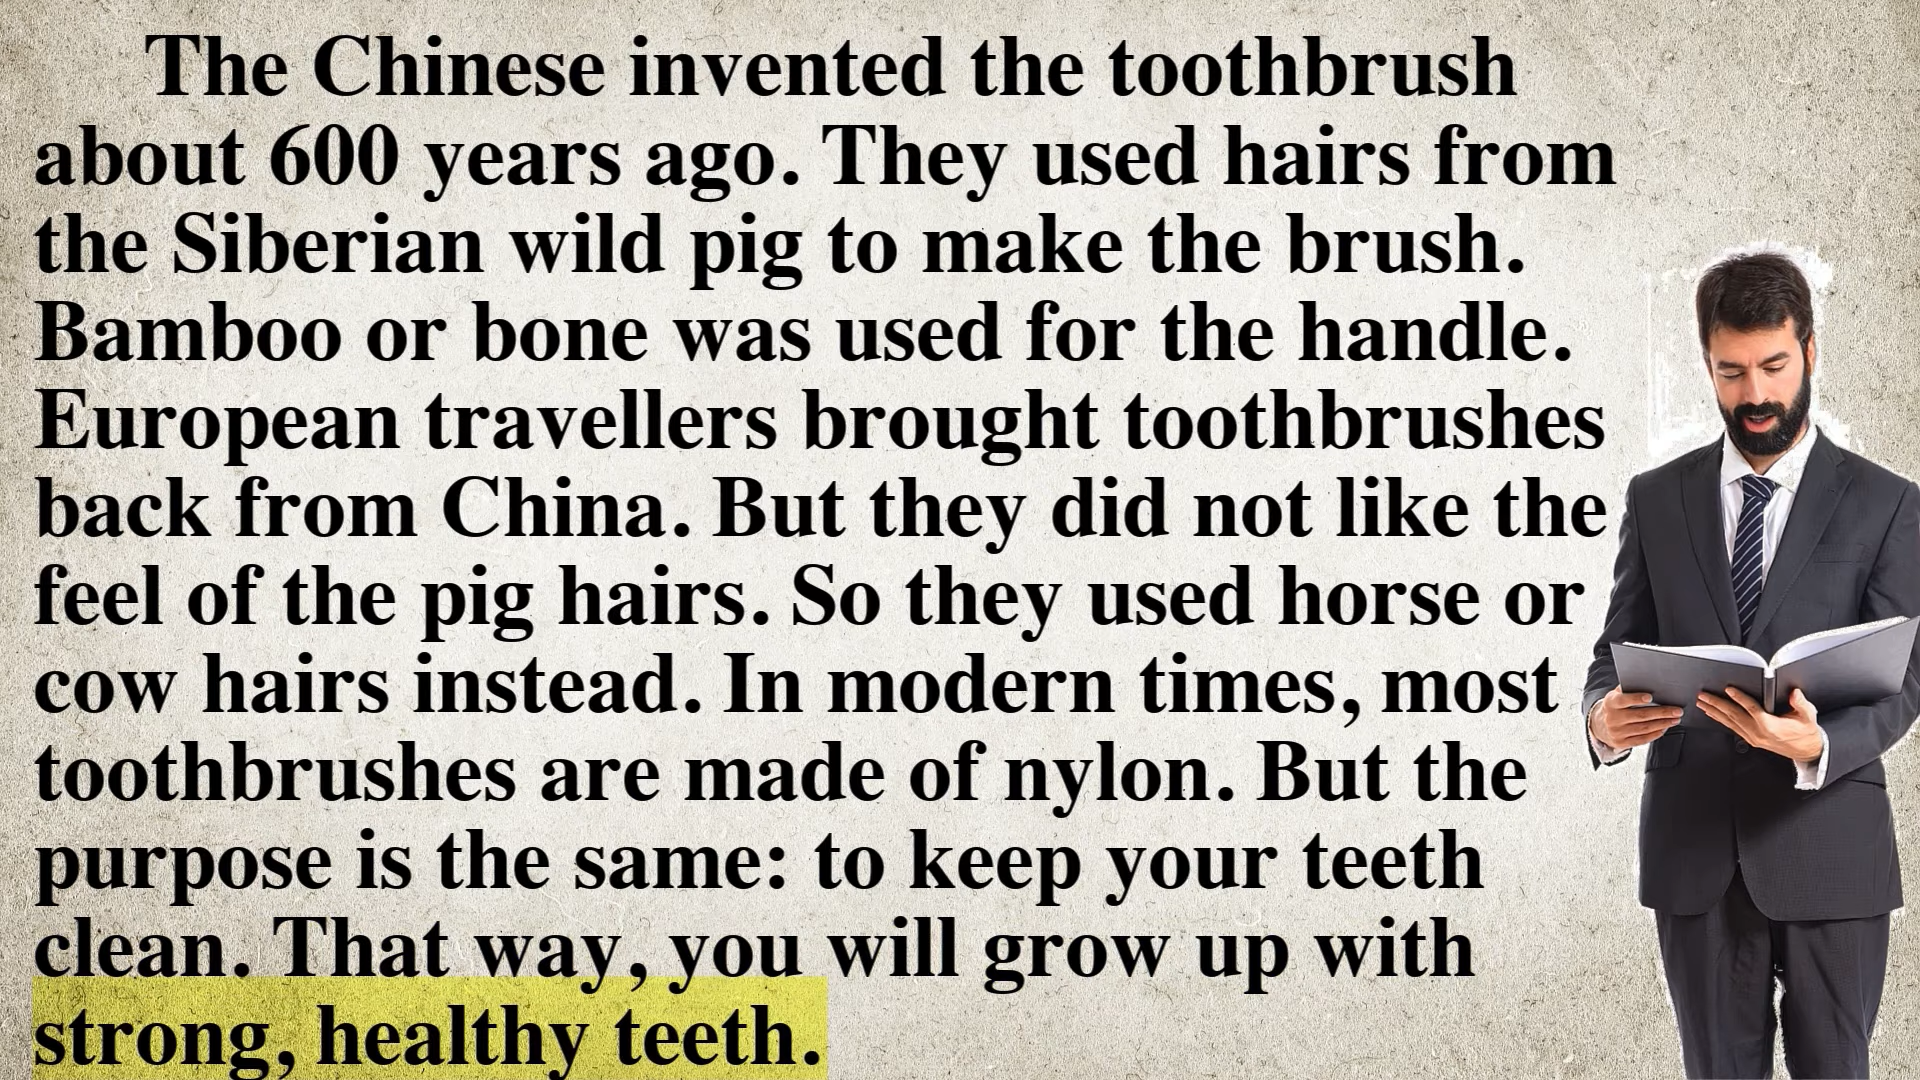 The Chinese invented the toothbrush
about 600 years ago. They used hairs from
the Siberian wild pig to make the brush.
Bamboo or bone was used for the handle.
European travellers brought toothbrushes
back from China. But they did not like the
feel of the pig hairs. So they used horse or
cow hairs instead. In modern times, most
toothbrushes are made of nylon. But the
purpose is the same: to keep your teeth
clean. That way, you will grow up with
strong, healthy teeth.